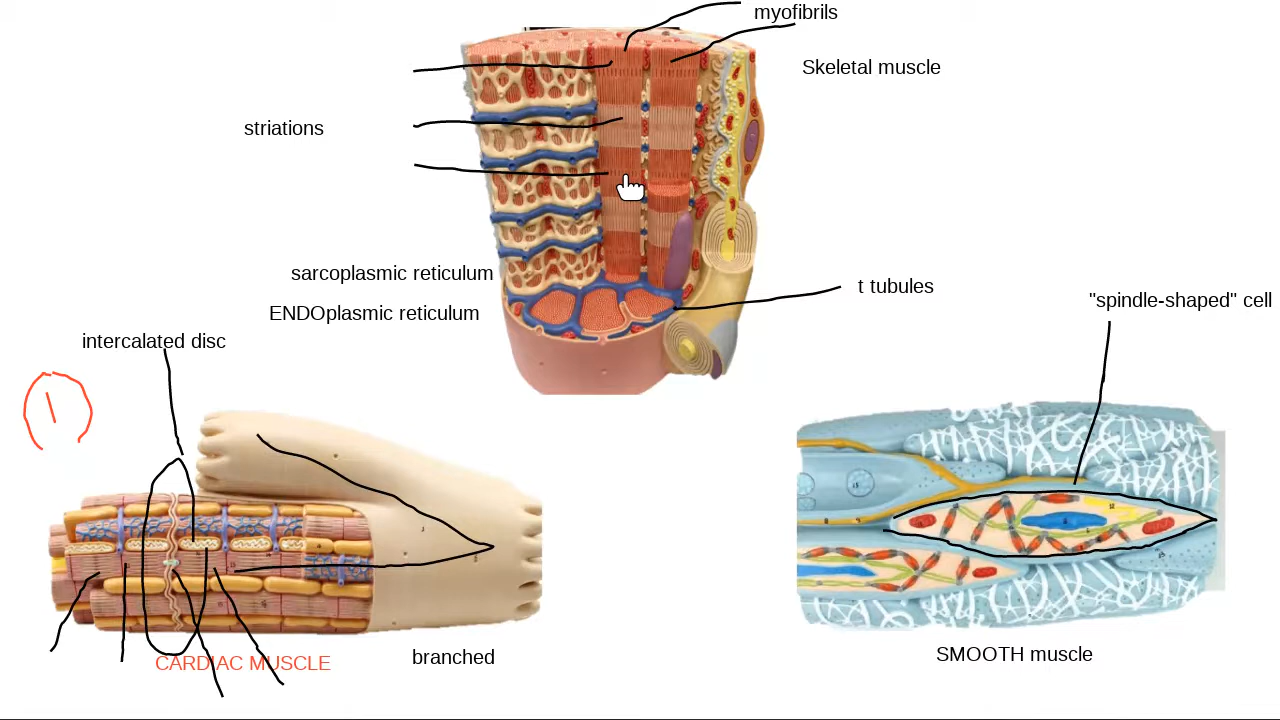 myofibrils
Skeletal muscle
striations
sarcoplasmic reticulum
ENDOplasmic reticulum
t tubules
"spindle-shaped" cell
intercalated disc
1
CARDIAC MUSCLE
branched
SMOOTH muscle